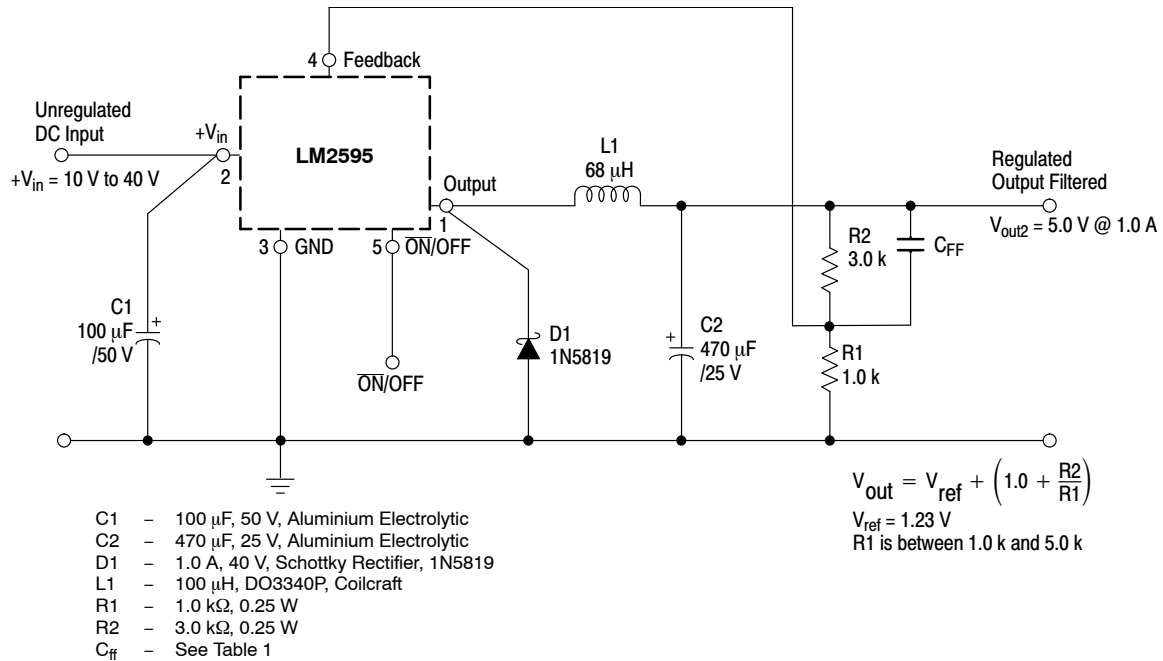 4
Feedback
Unregulated
DC Input
+Vin
LM2595
2
+Vin = 10 V to 40 V
Output
1
L1
68 μH
Regulated
Output Filtered
Vout2 = 5.0 V @ 1.0 A
3
GND
5
ON/OFF
R2
3.0 k
CFF
C1
100 μF
/50 V
+
ON/OFF
D1
1N5819
+
C2
470 μF
/25 V
R1
1.0 k
Vout = Vref + (1.0 + R2/R1)
Vref = 1.23 V
R1 is between 1.0 k and 5.0 k
C1 – 100 μF, 50 V, Aluminium Electrolytic
C2 – 470 μF, 25 V, Aluminium Electrolytic
D1 – 1.0 A, 40 V, Schottky Rectifier, 1N5819
L1 – 100 μH, DO3340P, Coilcraft
R1 – 1.0 kΩ, 0.25 W
R2 – 3.0 kΩ, 0.25 W
Cff – See Table 1